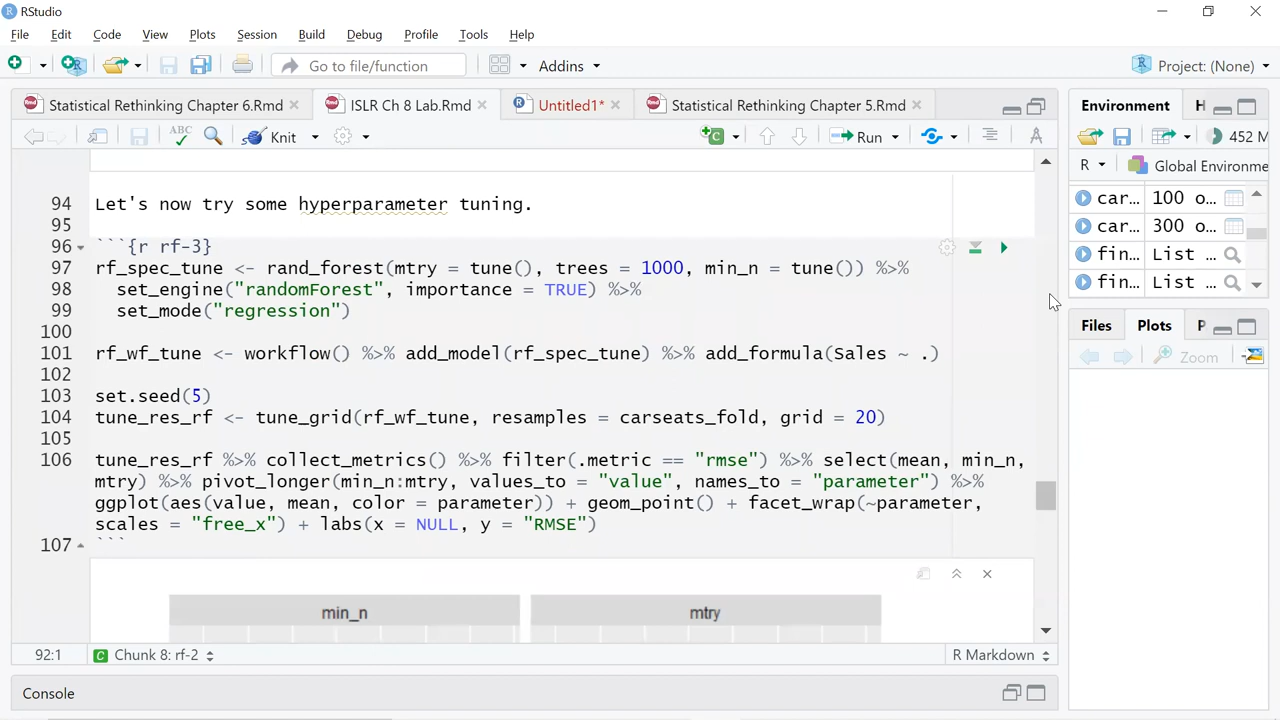 RStudio
File Edit Code View Plots Session Build Debug Profile Tools Help
Go to file/function Addins Project: (None)
Statistical Rethinking Chapter 6.Rmd ISLR Ch 8 Lab.Rmd Untitled1* Statistical Rethinking Chapter 5.Rmd
ABC Knit Run
94 Let's now try some hyperparameter tuning.
95
96 ```{r rf-3}
97 rf_spec_tune <- rand_forest(mtry = tune(), trees = 1000, min_n = tune()) %>%
98   set_engine("randomForest", importance = TRUE) %>%
99   set_mode("regression")
100
101 rf_wf_tune <- workflow() %>% add_model(rf_spec_tune) %>% add_formula(Sales ~ .)
102
103 set.seed(5)
104 tune_res_rf <- tune_grid(rf_wf_tune, resamples = carseats_fold, grid = 20)
105
106 tune_res_rf %>% collect_metrics() %>% filter(.metric == "rmse") %>% select(mean, min_n,
mtry) %>% pivot_longer(min_n:mtry, values_to = "value", names_to = "parameter") %>%
ggplot(aes(value, mean, color = parameter)) + geom_point() + facet_wrap(~parameter,
scales = "free_x") + labs(x = NULL, y = "RMSE")
107 ```
min_n mtry
92:1 C Chunk 8: rf-2 R Markdown
Console
Environment H
452 M
R Global Environme
car... 100 o...
car... 300 o...
fin... List ...
fin... List ...
Files Plots P
Zoom